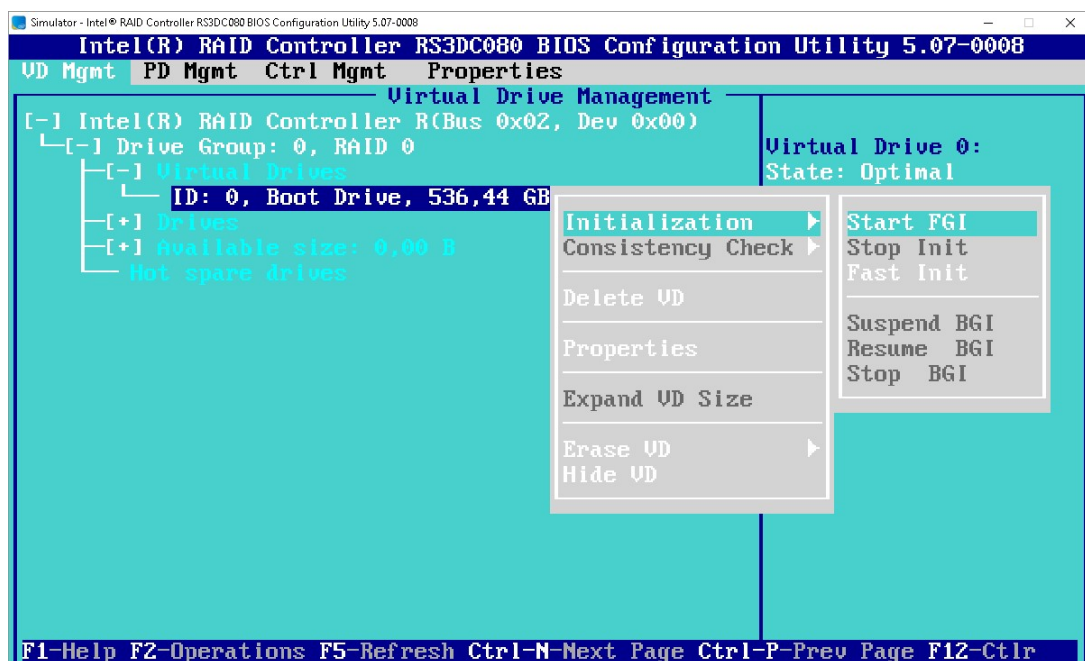 Simulator - Intel® RAID Controller RS3DC080 BIOS Configuration Utility 5.07-0008
Intel(R) RAID Controller RS3DC080 BIOS Configuration Utility 5.07-0008
VD Mgmt PD Mgmt Ctrl Mgmt Properties
Virtual Drive Management
[-] Intel(R) RAID Controller R(Bus 0x02, Dev 0x00)
[-] Drive Group: 0, RAID 0
[-] Virtual Drives
ID: 0, Boot Drive, 536,44 GB
[+] Drives
[+] Available size: 0,00 B
Hot spare drives
Virtual Drive 0:
State: Optimal
Initialization
Consistency Check
Delete VD
Properties
Expand VD Size
Erase VD
Hide VD
Start FGI
Stop Init
Fast Init
Suspend BGI
Resume BGI
Stop BGI
F1-Help F2-Operations F5-Refresh Ctrl-N-Next Page Ctrl-P-Prev Page F12-Ctlr